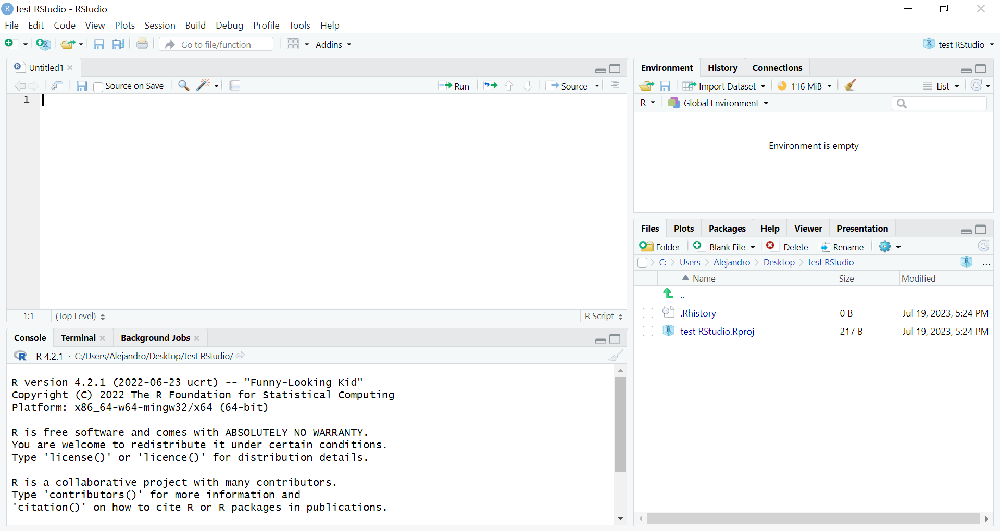 test RStudio - RStudio
File Edit Code View Plots Session Build Debug Profile Tools Help
Go to file/function Addins test RStudio
Untitled1
Source on Save Run Source
1
1:1 (Top Level) R Script
Console Terminal Background Jobs
R 4.2.1 · C:/Users/Alejandro/Desktop/test RStudio/
R version 4.2.1 (2022-06-23 ucrt) -- "Funny-Looking Kid"
Copyright (C) 2022 The R Foundation for Statistical Computing
Platform: x86_64-w64-mingw32/x64 (64-bit)
R is free software and comes with ABSOLUTELY NO WARRANTY.
You are welcome to redistribute it under certain conditions.
Type 'license()' or 'licence()' for distribution details.
R is a collaborative project with many contributors.
Type 'contributors()' for more information and
'citation()' on how to cite R or R packages in publications.
Environment History Connections
Import Dataset 116 MiB List
R Global Environment
Environment is empty
Files Plots Packages Help Viewer Presentation
Folder Blank File Delete Rename
C: Users Alejandro Desktop test RStudio ...
Name Size Modified
..
.Rhistory 0 B Jul 19, 2023, 5:24 PM
test RStudio.Rproj 217 B Jul 19, 2023, 5:24 PM